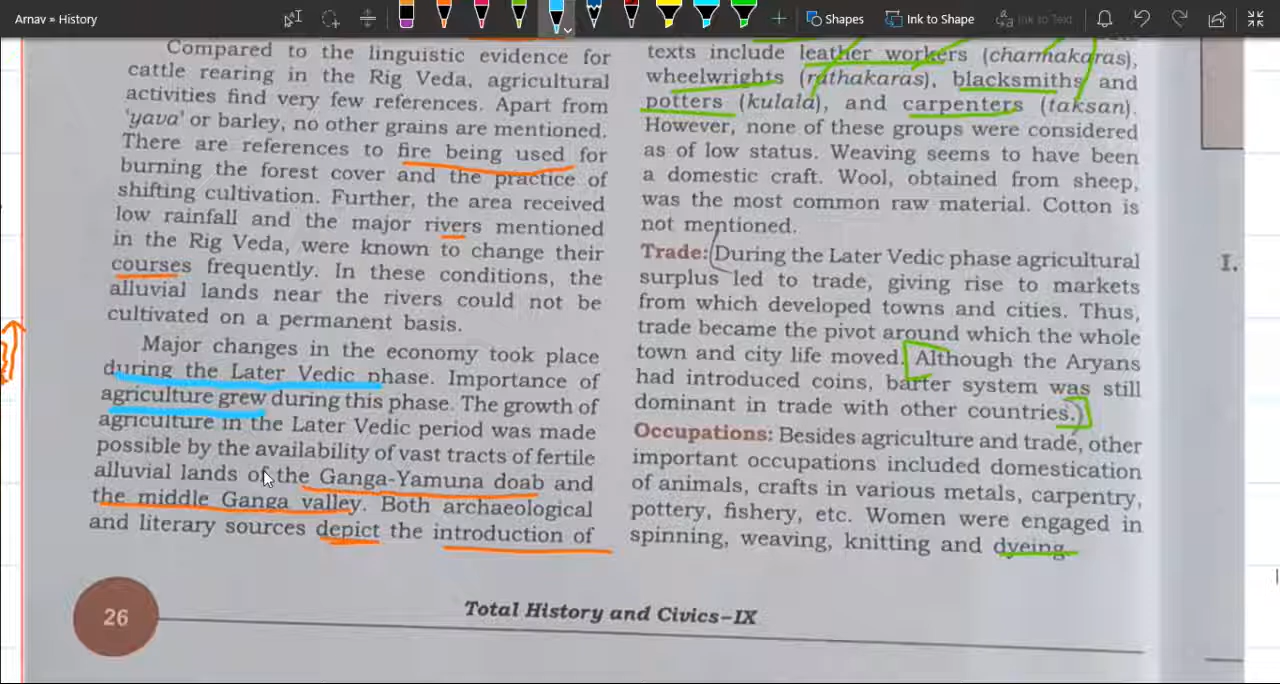 Arnav » History
Shapes
Ink to Shape
Ink to Text
Compared to the linguistic evidence for
cattle rearing in the Rig Veda, agricultural
activities find very few references. Apart from
'yava' or barley, no other grains are mentioned.
There are references to fire being used for
burning the forest cover and the practice of
shifting cultivation. Further, the area received
low rainfall and the major rivers mentioned
in the Rig Veda, were known to change their
courses frequently. In these conditions, the
alluvial lands near the rivers could not be
cultivated on a permanent basis.
Major changes in the economy took place
during the Later Vedic phase. Importance of
agriculture grew during this phase. The growth of
agriculture in the Later Vedic period was made
possible by the availability of vast tracts of fertile
alluvial lands of the Ganga-Yamuna doab and
the middle Ganga valley. Both archaeological
and literary sources depict the introduction of
texts include leather workers (charmakaras),
wheelwrights (rathakaras), blacksmiths and
potters (kulala), and carpenters (taksan).
However, none of these groups were considered
as of low status. Weaving seems to have been
a domestic craft. Wool, obtained from sheep,
was the most common raw material. Cotton is
not mentioned.
Trade: During the Later Vedic phase agricultural
surplus led to trade, giving rise to markets
from which developed towns and cities. Thus,
trade became the pivot around which the whole
town and city life moved. Although the Aryans
had introduced coins, barter system was still
dominant in trade with other countries.
Occupations: Besides agriculture and trade, other
important occupations included domestication
of animals, crafts in various metals, carpentry,
pottery, fishery, etc. Women were engaged in
spinning, weaving, knitting and dyeing.
I.
26
Total History and Civics–IX